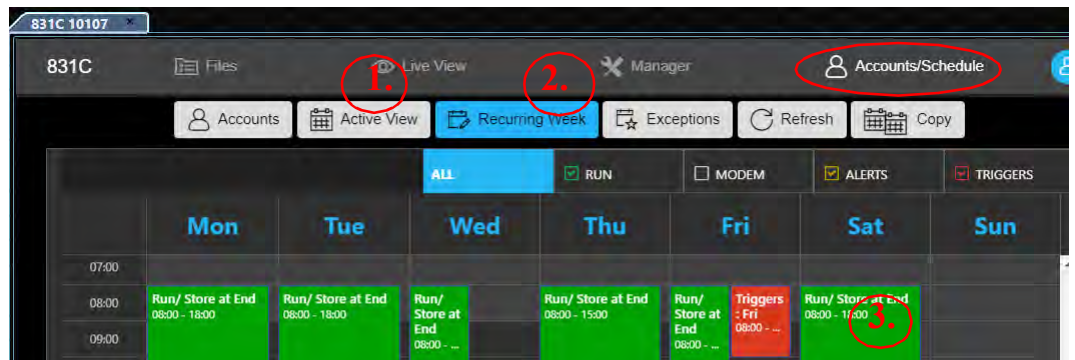 831C 10107 ×
831C Files Live View Manager Accounts/Schedule
1. 2.
Accounts Active View Recurring Week Exceptions Refresh Copy
ALL RUN MODEM ALERTS TRIGGERS
Mon Tue Wed Thu Fri Sat Sun
07:00
08:00
09:00
Run/ Store at End
08:00 - 18:00
Run/ Store at End
08:00 - 18:00
Run/
Store at
End
08:00 - ...
Run/ Store at End
08:00 - 15:00
Run/
Store at
End
08:00 - ...
Triggers
: Fri
08:00 - ...
Run/ Store at End
08:00 - 18:00
3.